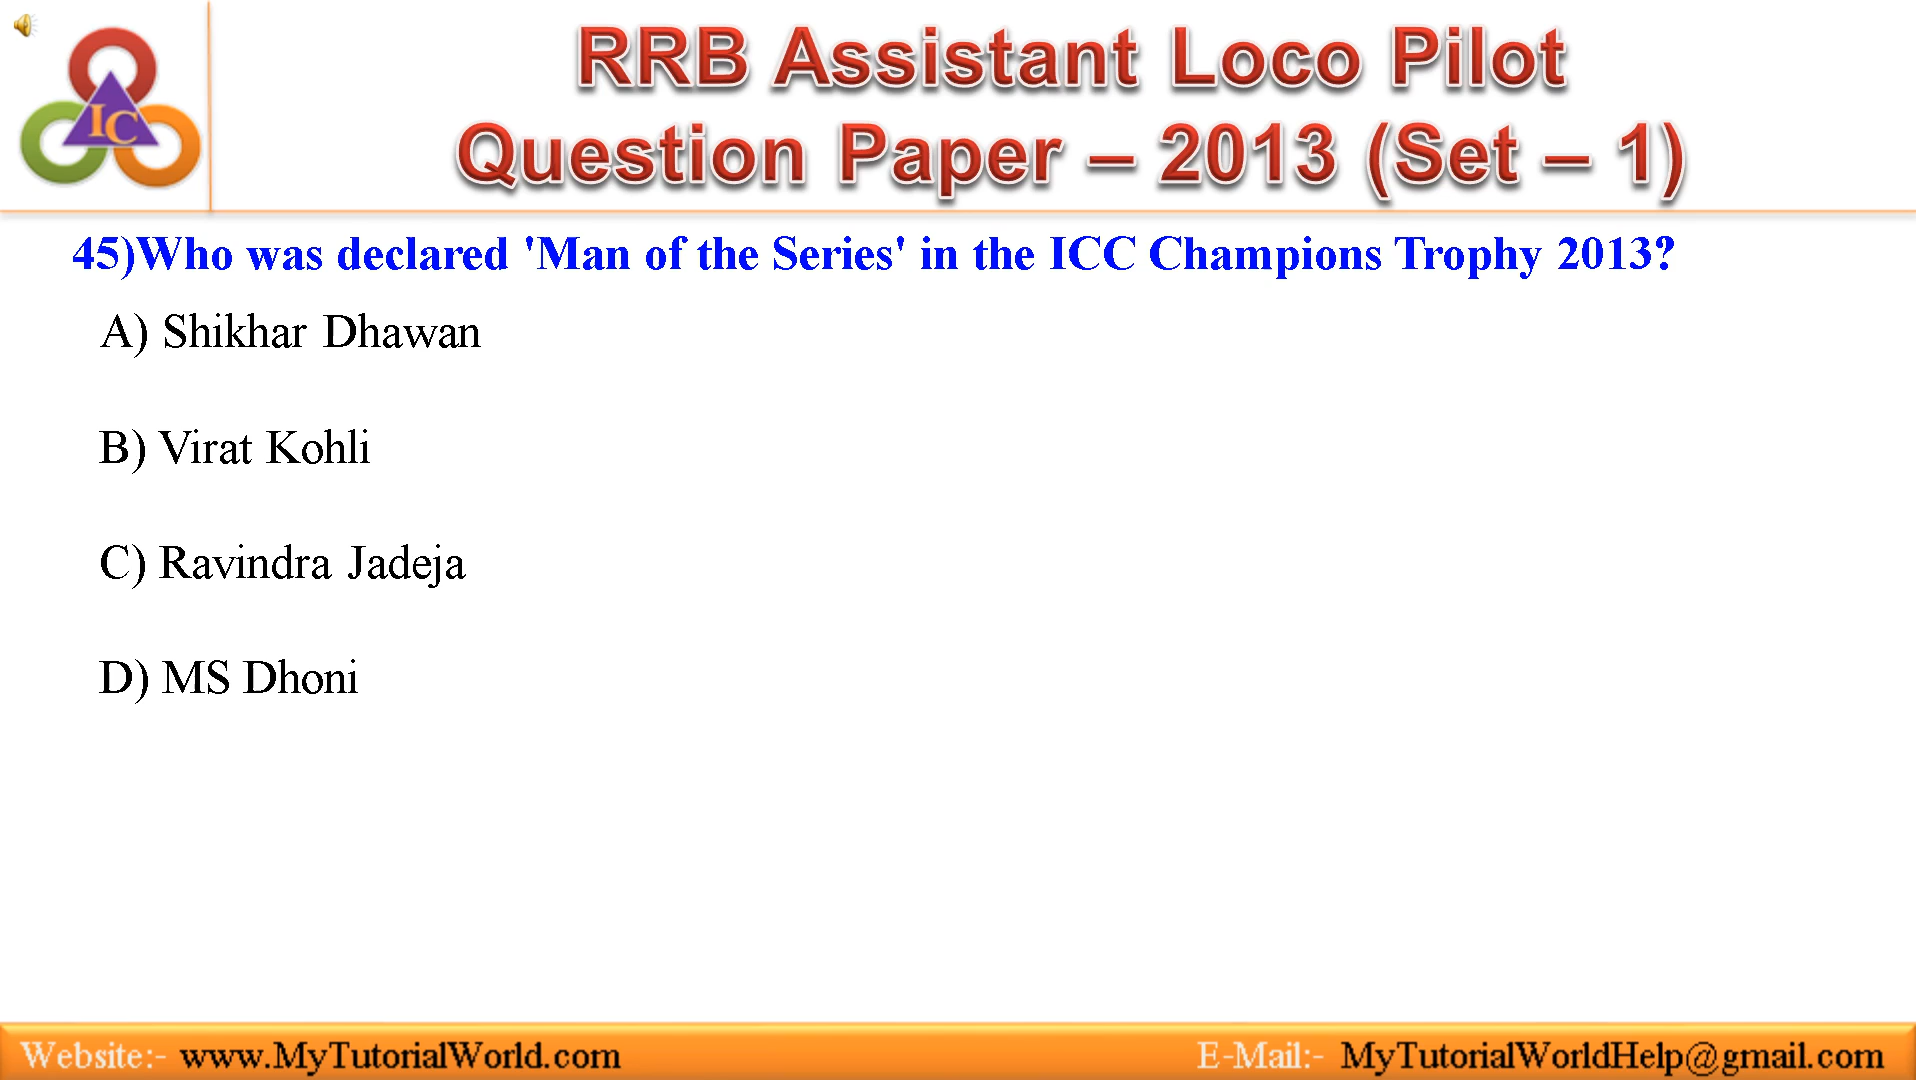 IC
RRB Assistant Loco Pilot
Question Paper – 2013 (Set – 1)
45)Who was declared 'Man of the Series' in the ICC Champions Trophy 2013?
A) Shikhar Dhawan
B) Virat Kohli
C) Ravindra Jadeja
D) MS Dhoni
Website:- www.MyTutorialWorld.com E-Mail:- MyTutorialWorldHelp@gmail.com